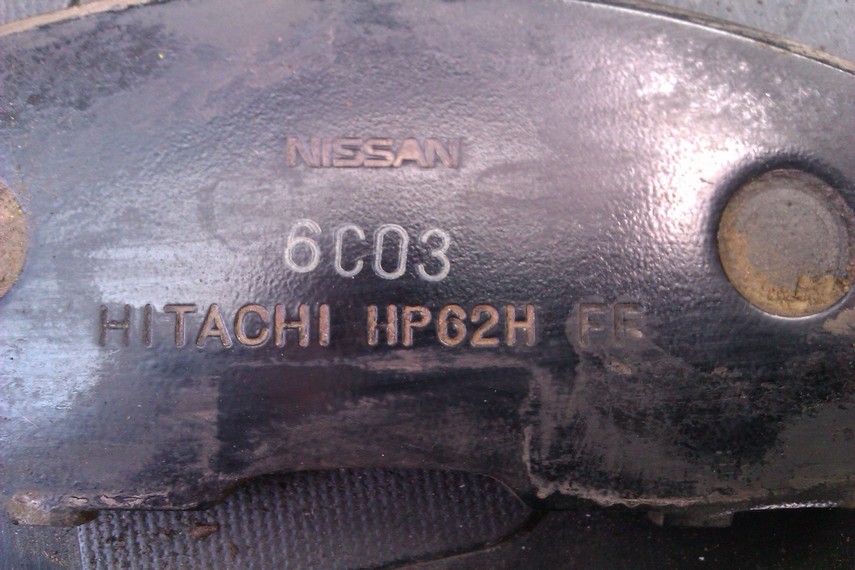 NISSAN
6C03
HITACHI HP62H FF